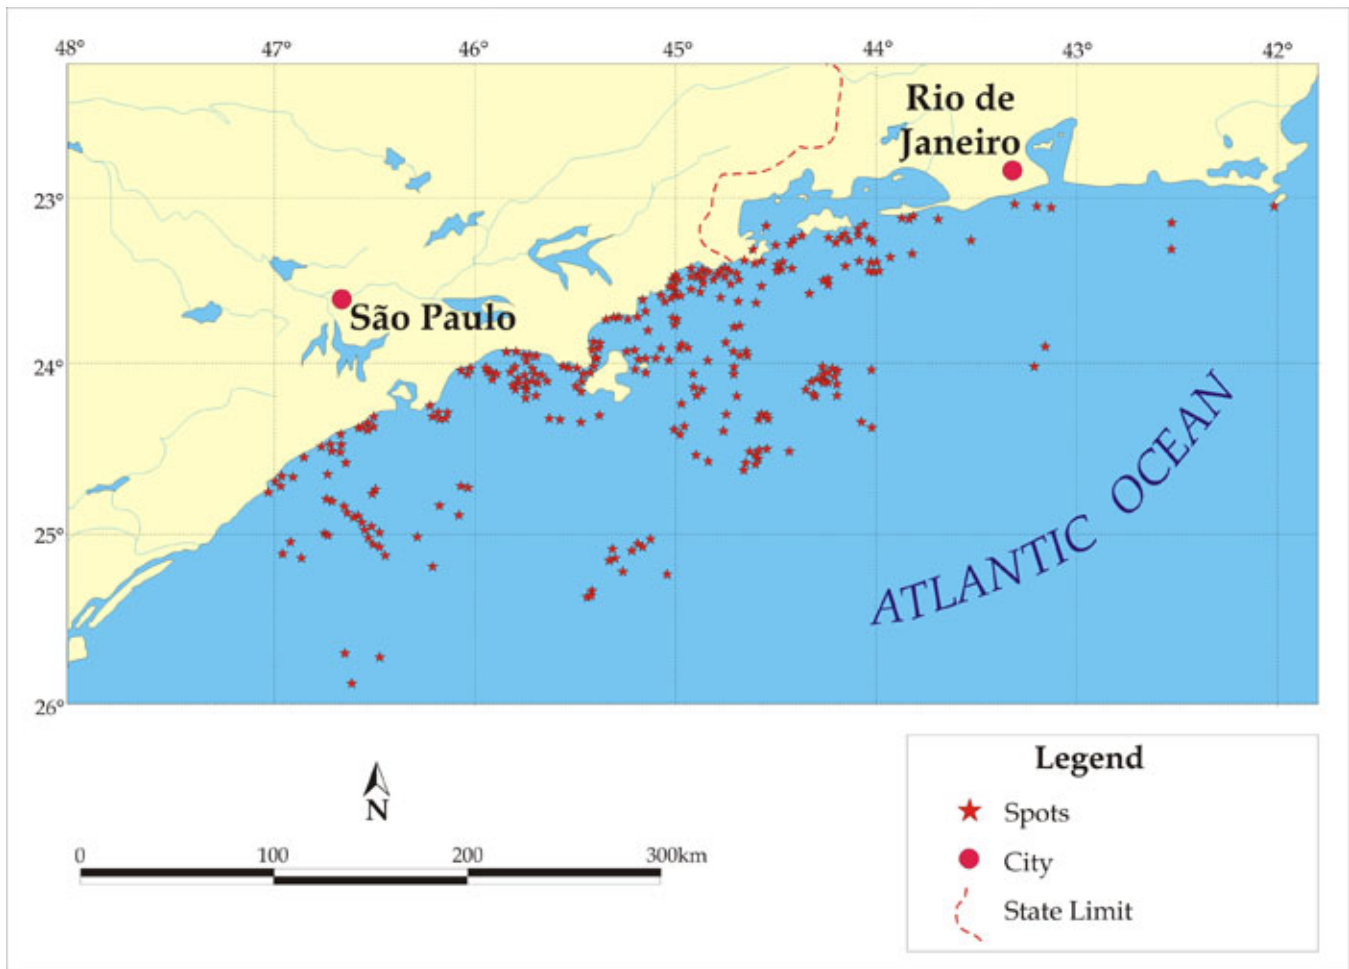 48° 47° 46° 45° 44° 43° 42°
Rio de
Janeiro
23°
São Paulo
24°
ATLANTIC OCEAN
25°
26°
Legend
N
Spots
0 100 200 300km
City
State Limit